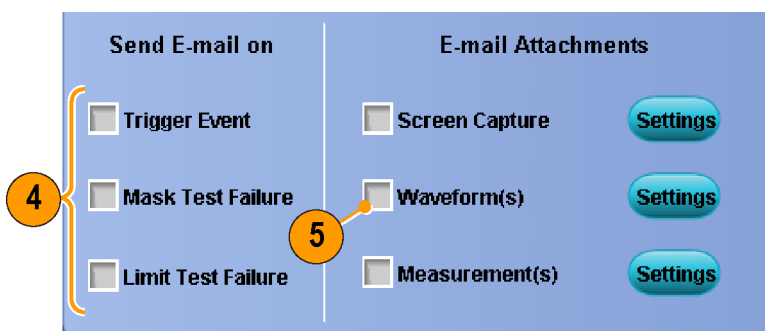 Send E-mail on
E-mail Attachments
Trigger Event
Screen Capture
Settings
4
Mask Test Failure
Waveform(s)
Settings
5
Limit Test Failure
Measurement(s)
Settings